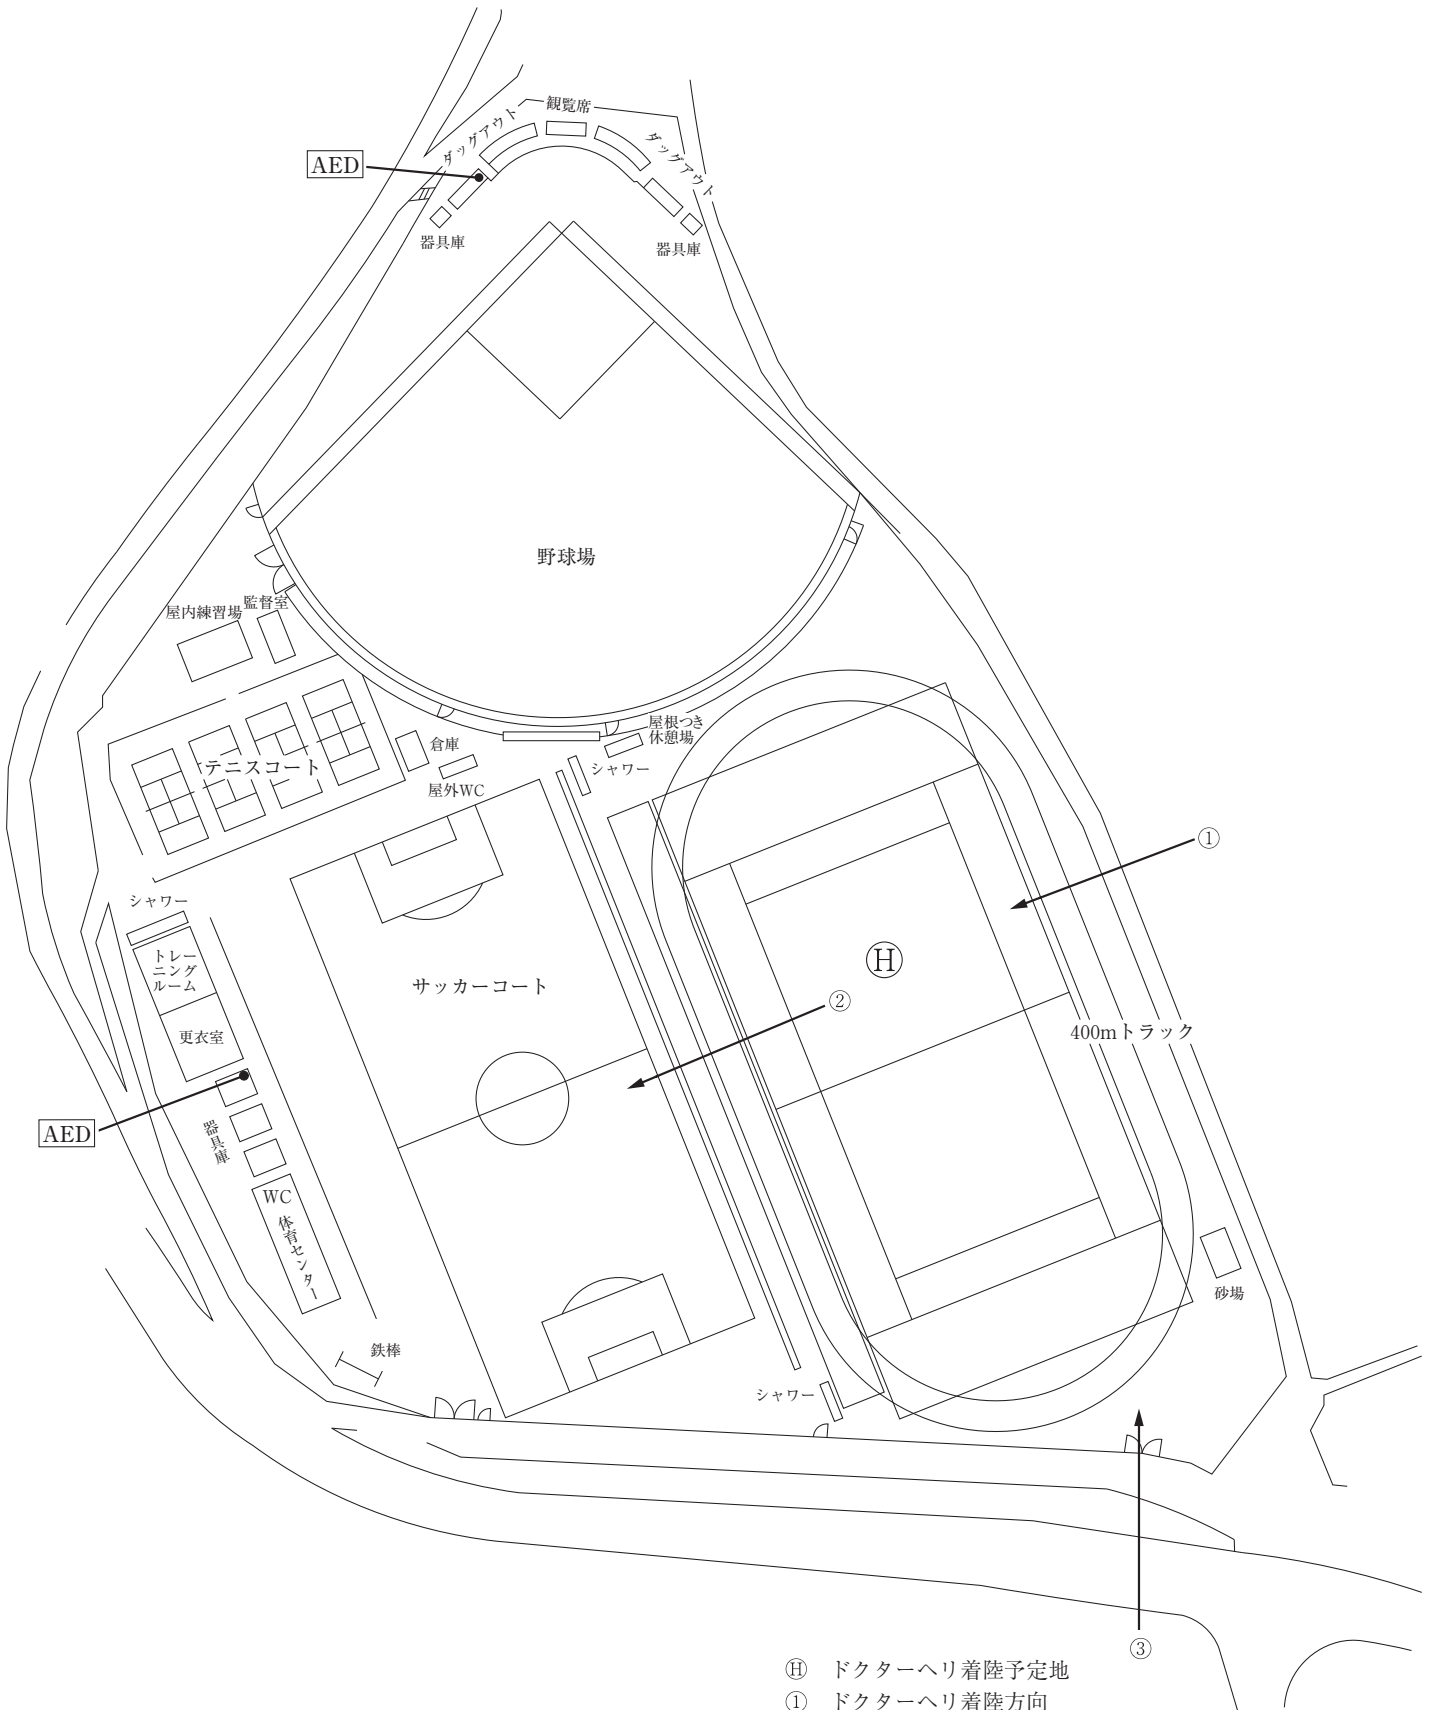 観覧席
ダッグアウト
ダッグアウト
AED
器具庫
器具庫
野球場
監督室
屋内練習場
屋根つき
休憩場
倉庫
シャワー
テニスコート
屋外WC
①
シャワー
トレー
ニング
ルーム
Ⓗ
サッカーコート
②
400mトラック
更衣室
AED
器具庫
WC
体育センター
砂場
鉄棒
シャワー
③
Ⓗ ドクターヘリ着陸予定地
① ドクターヘリ着陸方向